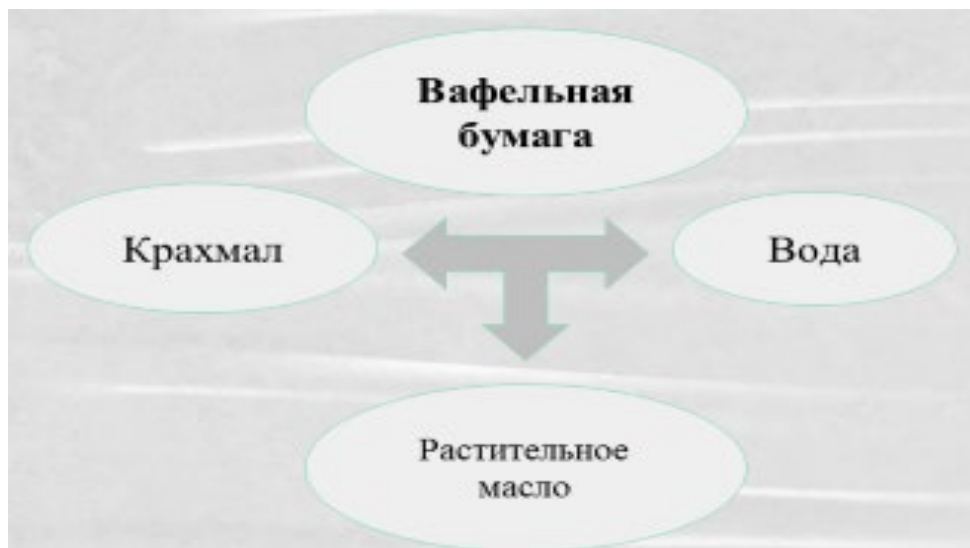 Вафельная
бумага
Крахмал
Вода
Растительное
масло